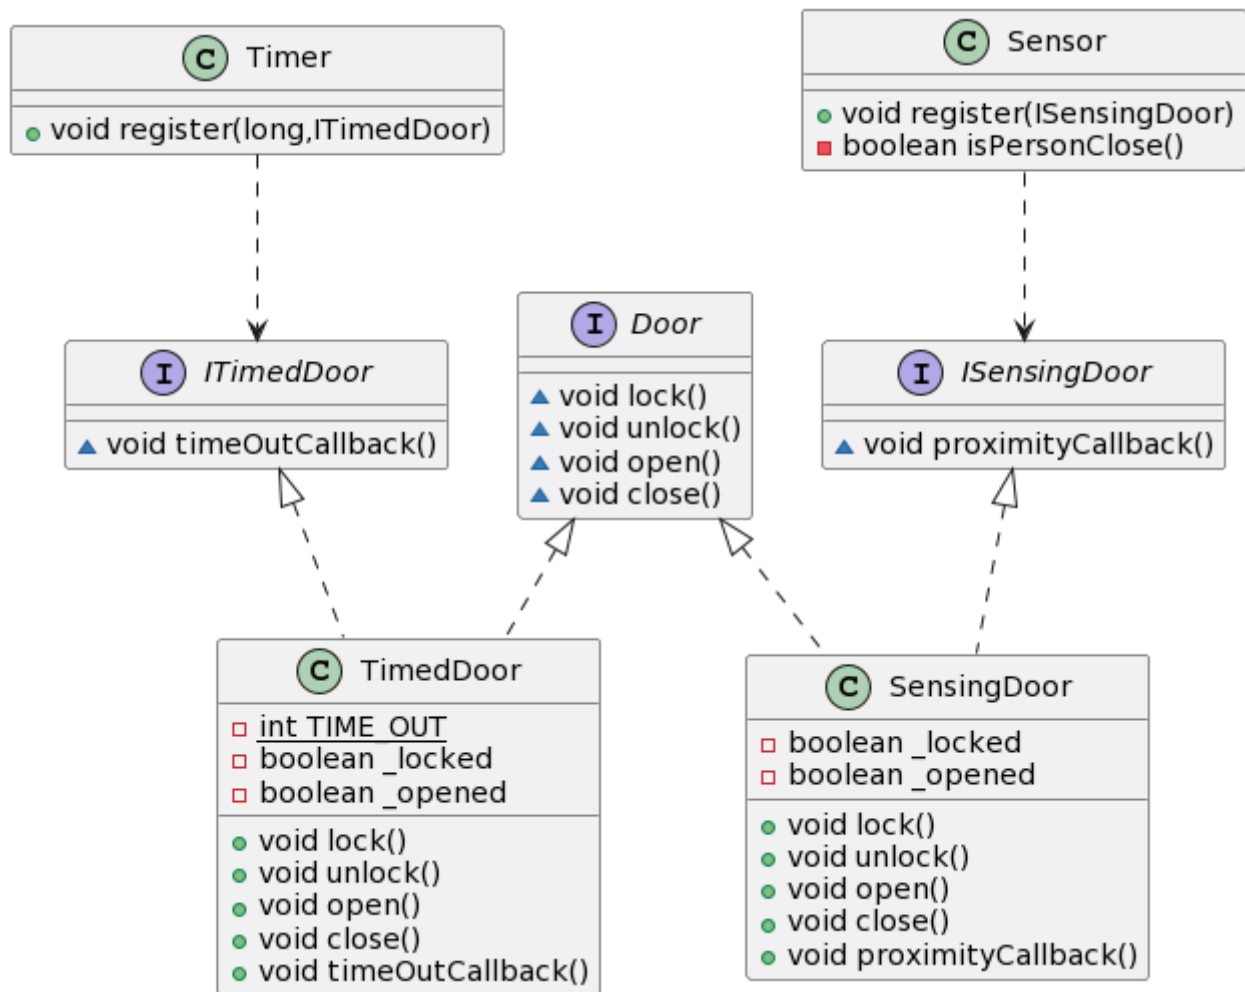 C Timer
void register(long,ITimedDoor)
C Sensor
void register(ISensingDoor)
boolean isPersonClose()
I ITimedDoor
void timeOutCallback()
I Door
void lock()
void unlock()
void open()
void close()
I ISensingDoor
void proximityCallback()
C TimedDoor
int TIME_OUT
boolean _locked
boolean _opened
void lock()
void unlock()
void open()
void close()
void timeOutCallback()
C SensingDoor
boolean _locked
boolean _opened
void lock()
void unlock()
void open()
void close()
void proximityCallback()